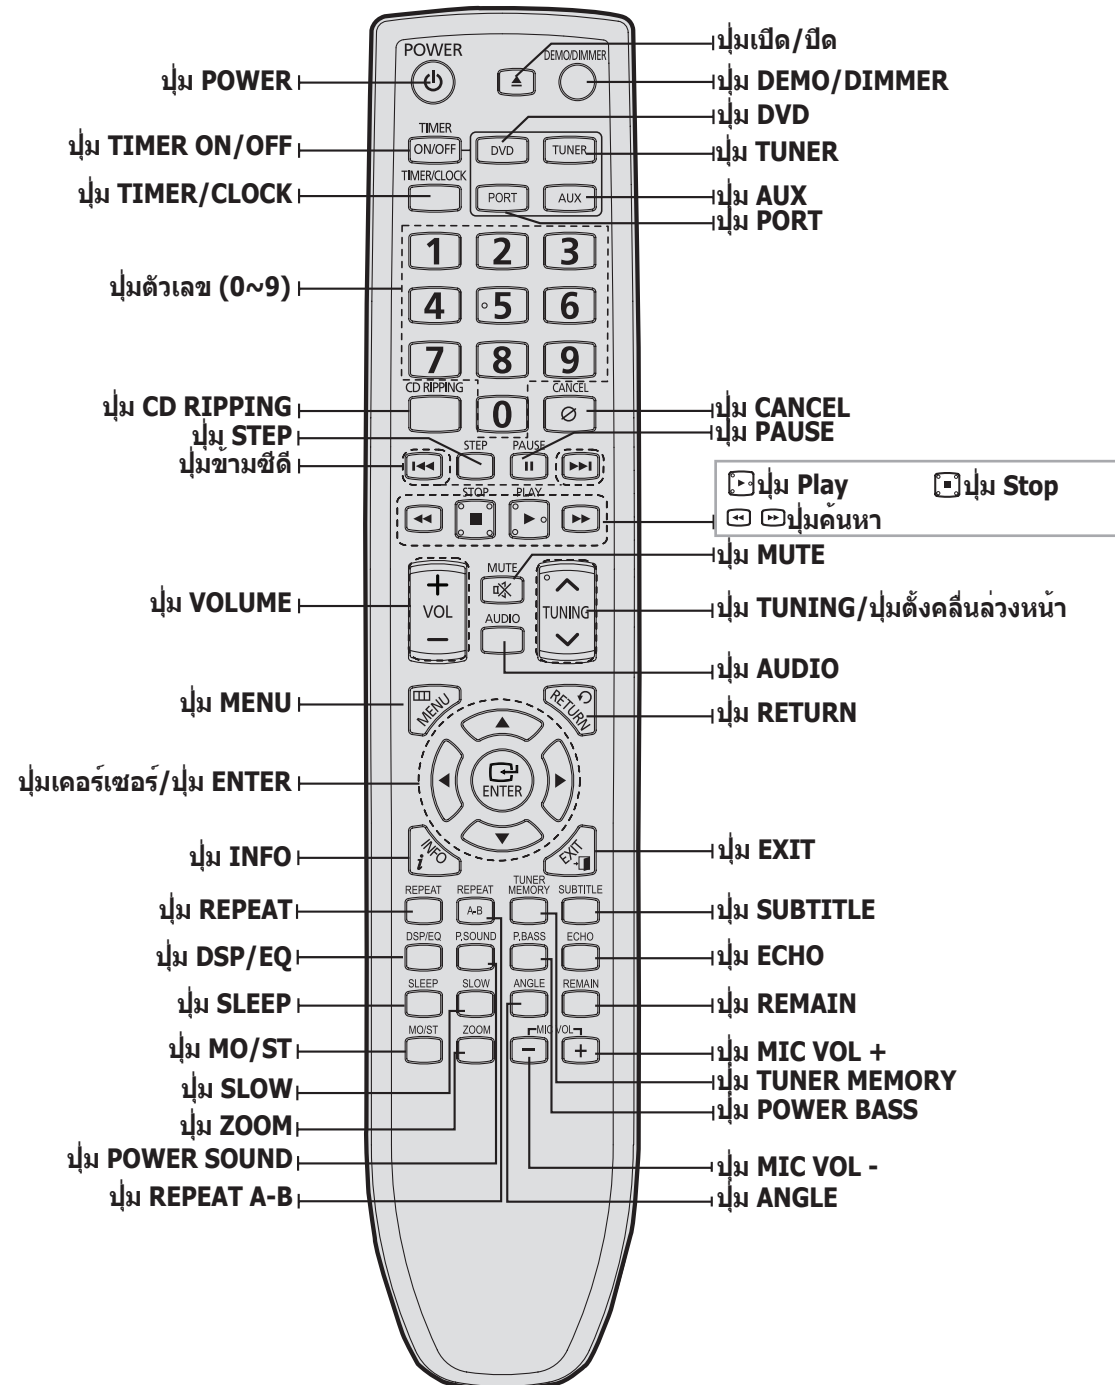 ปุ่มเปิด/ปิด
ปุ่ม POWER
ปุ่ม DEMO/DIMMER
ปุ่ม DVD
ปุ่ม TIMER ON/OFF
ปุ่ม TUNER
ปุ่ม TIMER/CLOCK
ปุ่ม AUX
ปุ่ม PORT
ปุ่มตัวเลข (0~9)
ปุ่ม CD RIPPING
ปุ่ม CANCEL
ปุ่ม STEP
ปุ่ม PAUSE
ปุ่มข้ามซีดี
ปุ่ม Play
ปุ่ม Stop
ปุ่มค้นหา
ปุ่ม MUTE
ปุ่ม VOLUME
ปุ่ม TUNING/ปุ่มตั้งคลื่นล่วงหน้า
ปุ่ม AUDIO
ปุ่ม MENU
ปุ่ม RETURN
ปุ่มเคอร์เซอร์/ปุ่ม ENTER
ปุ่ม INFO
ปุ่ม EXIT
ปุ่ม REPEAT
ปุ่ม SUBTITLE
ปุ่ม DSP/EQ
ปุ่ม ECHO
ปุ่ม SLEEP
ปุ่ม REMAIN
ปุ่ม MO/ST
ปุ่ม MIC VOL +
ปุ่ม TUNER MEMORY
ปุ่ม SLOW
ปุ่ม POWER BASS
ปุ่ม ZOOM
ปุ่ม POWER SOUND
ปุ่ม MIC VOL -
ปุ่ม REPEAT A-B
ปุ่ม ANGLE
POWER
DEMO/DIMMER
TIMER
ON/OFF
DVD
TUNER
TIMER/CLOCK
PORT
AUX
1 2 3
4 5 6
7 8 9
CD RIPPING
0
CANCEL
STEP
PAUSE
STOP
PLAY
+
VOL
−
MUTE
AUDIO
TUNING
MENU
RETURN
ENTER
INFO
i
EXIT
REPEAT
REPEAT
A-B
TUNER
MEMORY
SUBTITLE
DSP/EQ
P.SOUND
P.BASS
ECHO
SLEEP
SLOW
ANGLE
REMAIN
MO/ST
ZOOM
MIC VOL
− +